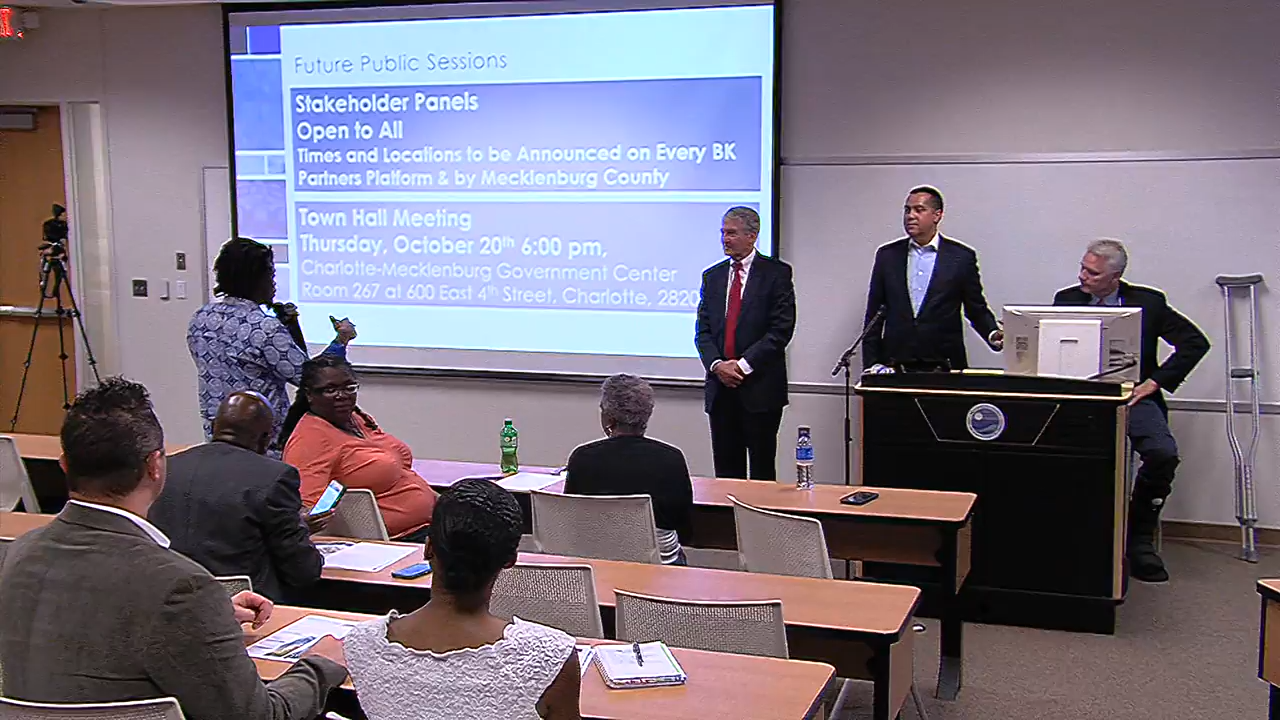 Future Public Sessions
Stakeholder Panels
Open to All
Times and Locations to be Announced on Every BK
Partners Platform & by Mecklenburg County
Town Hall Meeting
Thursday, October 20th 6:00 pm,
Charlotte-Mecklenburg Government Center
Room 267 at 600 East 4th Street, Charlotte, 2820